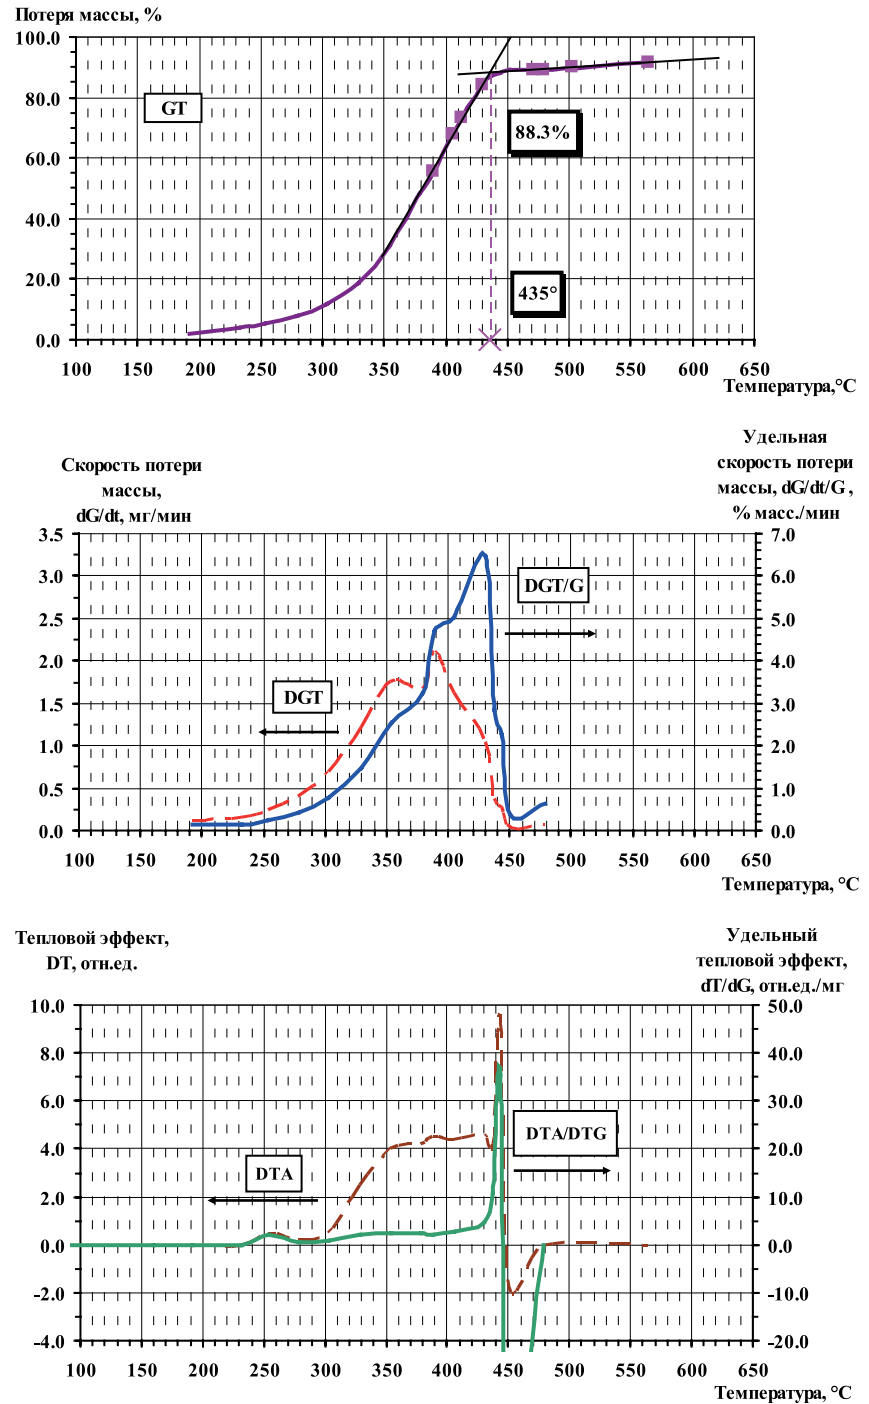 Потеря массы, %
100.0
80.0
60.0
40.0
20.0
0.0
GT
88.3%
435°
100 150 200 250 300 350 400 450 500 550 600 650
Температура,°C
Скорость потери
массы,
dG/dt, мг/мин
Удельная
скорость потери
массы, dG/dt/G ,
% масс./мин
3.5
3.0
2.5
2.0
1.5
1.0
0.5
0.0
DGT
DGT/G
7.0
6.0
5.0
4.0
3.0
2.0
1.0
0.0
100 150 200 250 300 350 400 450 500 550 600 650
Температура, °C
Тепловой эффект,
DT, отн.ед.
Удельный
тепловой эффект,
dT/dG, отн.ед./мг
10.0
8.0
6.0
4.0
2.0
0.0
-2.0
-4.0
DTA
DTA/DTG
50.0
40.0
30.0
20.0
10.0
0.0
-10.0
-20.0
100 150 200 250 300 350 400 450 500 550 600 650
Температура, °C